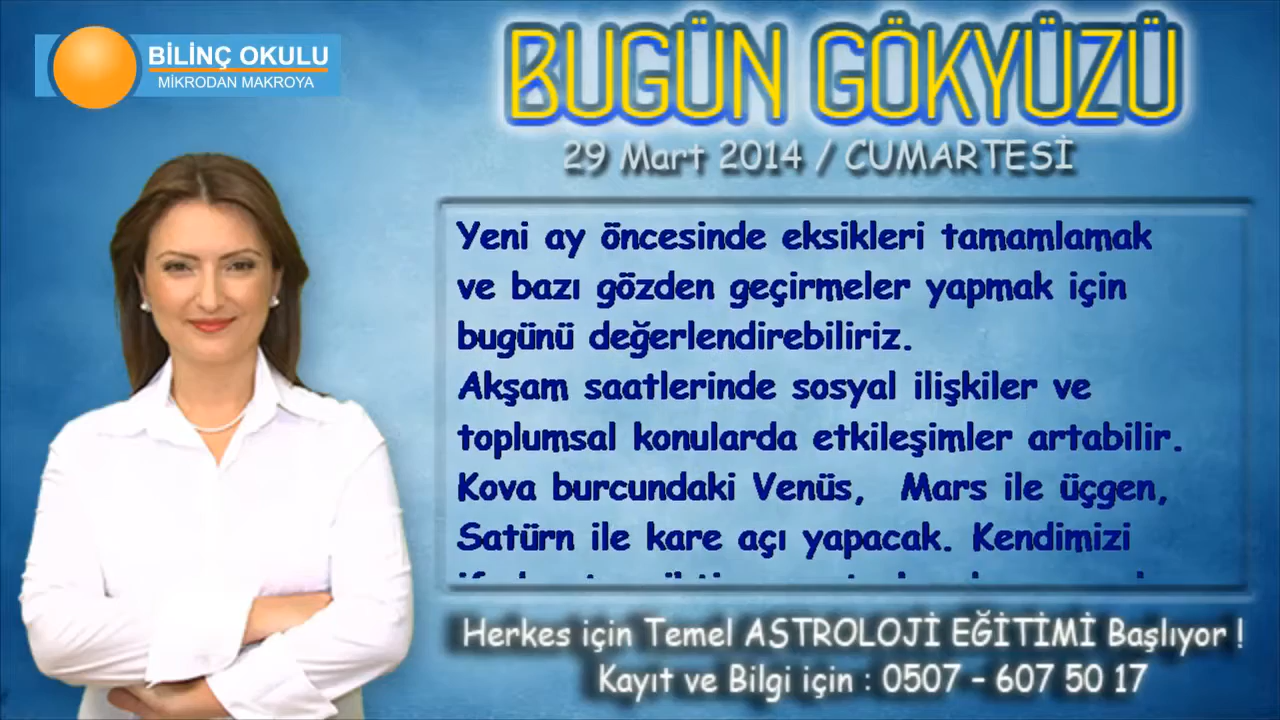 BİLİNÇ OKULU
MİKRODAN MAKROYA
BUGÜN GÖKYÜZÜ
29 Mart 2014 / CUMARTESİ
Yeni ay öncesinde eksikleri tamamlamak
ve bazı gözden geçirmeler yapmak için
bugünü değerlendirebiliriz.
Akşam saatlerinde sosyal ilişkiler ve
toplumsal konularda etkileşimler artabilir.
Kova burcundaki Venüs, Mars ile üçgen,
Satürn ile kare açı yapacak. Kendimizi
Herkes için Temel ASTROLOJİ EĞİTİMİ Başlıyor !
Kayıt ve Bilgi için : 0507 – 607 50 17